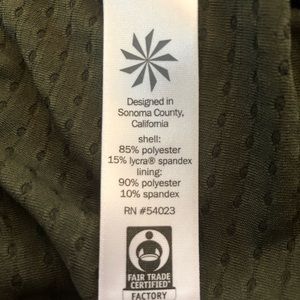 Designed in
Sonoma County,
California
shell:
85% polyester
15% lycra® spandex
lining:
90% polyester
10% spandex
RN #54023
FAIR TRADE
CERTIFIED™
FACTORY